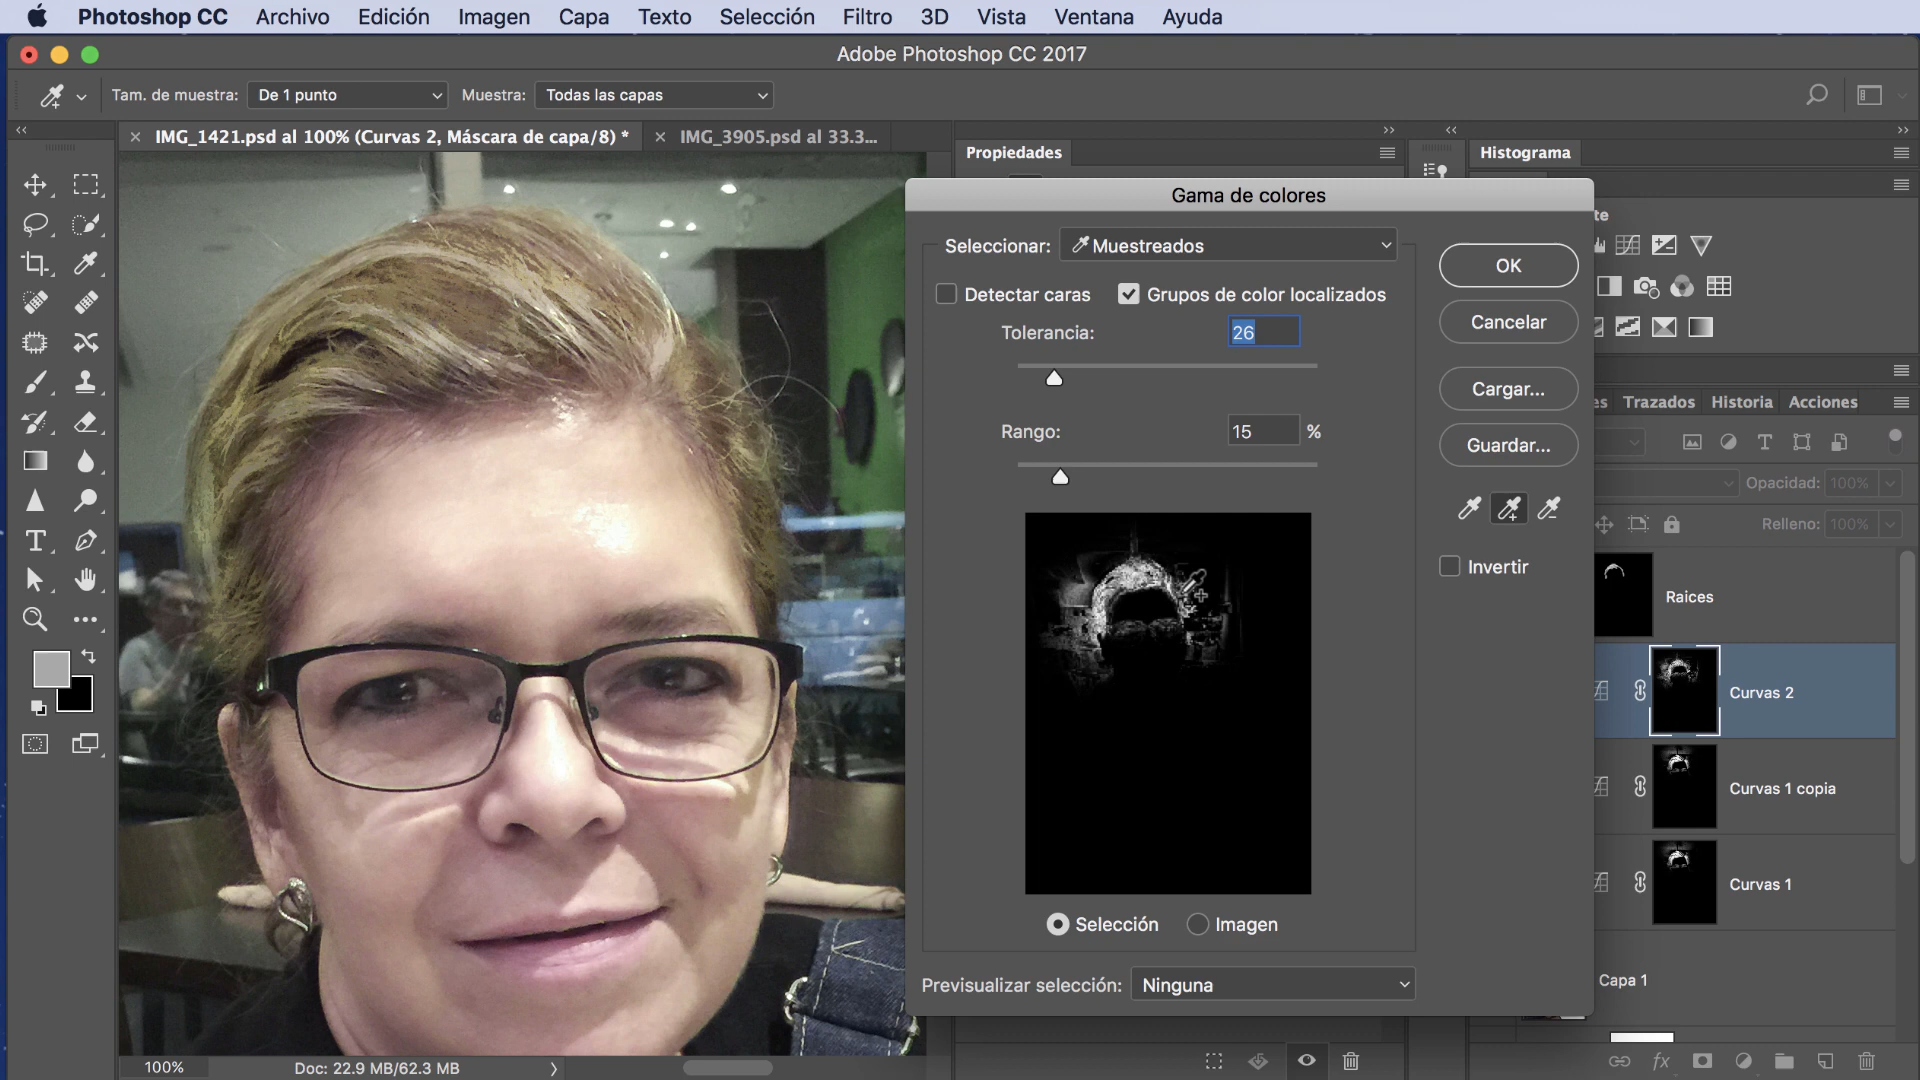 Photoshop CC Archivo Edición Imagen Capa Texto Selección Filtro 3D Vista Ventana Ayuda
Adobe Photoshop CC 2017
Tam. de muestra: De 1 punto Muestra: Todas las capas
IMG_1421.psd al 100% (Curvas 2, Máscara de capa/8) * IMG_3905.psd al 33.3...
Propiedades
Histograma
Gama de colores
te
Seleccionar: Muestreados
OK
Detectar caras Grupos de color localizados
Tolerancia: 26
Cancelar
Cargar...
es Trazados Historia Acciones
Rango: 15 %
Guardar...
Opacidad: 100%
Relleno: 100%
Invertir
Raices
Curvas 2
Curvas 1 copia
Curvas 1
Selección Imagen
Capa 1
Previsualizar selección: Ninguna
100% Doc: 22.9 MB/62.3 MB
fx